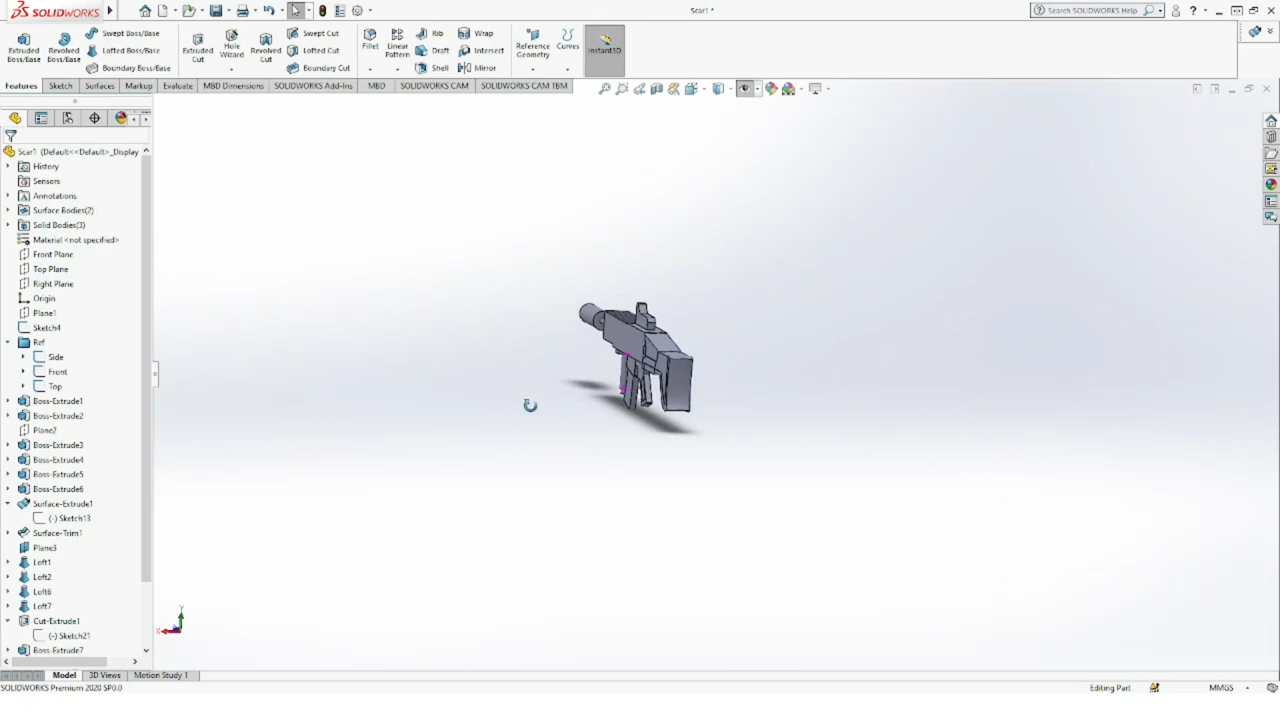 SOLIDWORKS
Scar1 *
Search SOLIDWORKS Help
Extruded Boss/Base
Revolved Boss/Base
Swept Boss/Base
Lofted Boss/Base
Boundary Boss/Base
Extruded Cut
Hole Wizard
Revolved Cut
Swept Cut
Lofted Cut
Boundary Cut
Fillet
Linear Pattern
Rib
Draft
Shell
Wrap
Intersect
Mirror
Reference Geometry
Curves
Instant3D
Features Sketch Surfaces Markup Evaluate MBD Dimensions SOLIDWORKS Add-Ins MBD SOLIDWORKS CAM SOLIDWORKS CAM TBM
Scar1 (Default<<Default>_Display
History
Sensors
Annotations
Surface Bodies(2)
Solid Bodies(3)
Material <not specified>
Front Plane
Top Plane
Right Plane
Origin
Plane1
Sketch4
Ref
Side
Front
Top
Boss-Extrude1
Boss-Extrude2
Plane2
Boss-Extrude3
Boss-Extrude4
Boss-Extrude5
Boss-Extrude6
Surface-Extrude1
(-) Sketch13
Surface-Trim1
Plane3
Loft1
Loft2
Loft6
Loft7
Cut-Extrude1
(-) Sketch21
Boss-Extrude7
Y
X
Model 3D Views Motion Study 1
SOLIDWORKS Premium 2020 SP0.0
Editing Part
MMGS